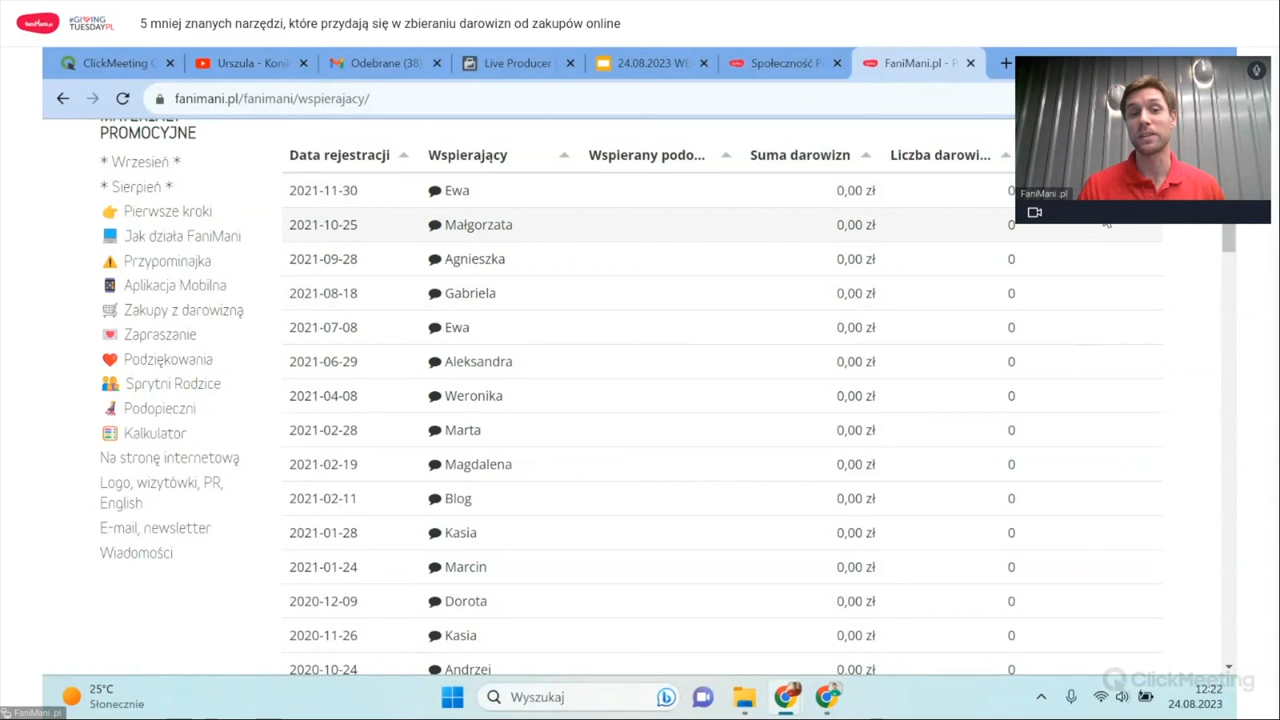 FaniMani.pl
#GIVING
TUESDAYPL
5 mniej znanych narzędzi, które przydają się w zbieraniu darowizn od zakupów online
ClickMeeting
Urszula - Koni
Odebrane (38)
Live Producer
24.08.2023 WE
Społeczność P
FaniMani.pl - P
fanimani.pl/fanimani/wspierajacy/
FaniMani .pl
MATERIAŁY
PROMOCYJNE
* Wrzesień *
* Sierpień *
Pierwsze kroki
Jak działa FaniMani
Przypominajka
Aplikacja Mobilna
Zakupy z darowizną
Zapraszanie
Podziękowania
Sprytni Rodzice
Podopieczni
Kalkulator
Na stronę internetową
Logo, wizytówki, PR,
English
E-mail, newsletter
Wiadomości
Data rejestracji Wspierający Wspierany podo... Suma darowizn Liczba darowi...
2021-11-30 Ewa 0,00 zł 0
2021-10-25 Małgorzata 0,00 zł 0
2021-09-28 Agnieszka 0,00 zł 0
2021-08-18 Gabriela 0,00 zł 0
2021-07-08 Ewa 0,00 zł 0
2021-06-29 Aleksandra 0,00 zł 0
2021-04-08 Weronika 0,00 zł 0
2021-02-28 Marta 0,00 zł 0
2021-02-19 Magdalena 0,00 zł 0
2021-02-11 Blog 0,00 zł 0
2021-01-28 Kasia 0,00 zł 0
2021-01-24 Marcin 0,00 zł 0
2020-12-09 Dorota 0,00 zł 0
2020-11-26 Kasia 0,00 zł 0
2020-10-24 Andrzej 0,00 zł 0
ClickMeeting
25°C
Słonecznie
Wyszukaj
12:22
24.08.2023
FaniMani .pl